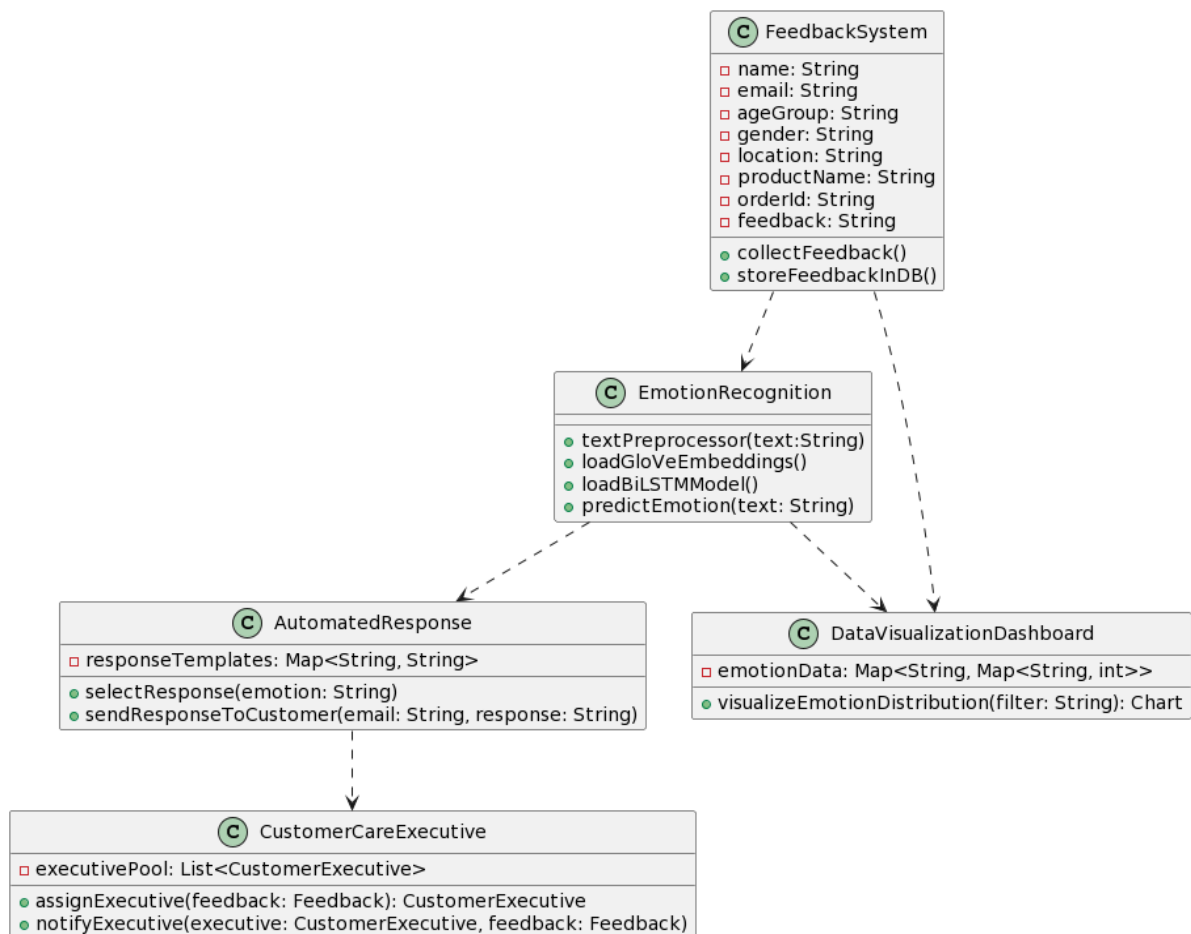 C FeedbackSystem
name: String
email: String
ageGroup: String
gender: String
location: String
productName: String
orderId: String
feedback: String
collectFeedback()
storeFeedbackInDB()
C EmotionRecognition
textPreprocessor(text:String)
loadGloVeEmbeddings()
loadBiLSTMModel()
predictEmotion(text: String)
C AutomatedResponse
responseTemplates: Map<String, String>
selectResponse(emotion: String)
sendResponseToCustomer(email: String, response: String)
C DataVisualizationDashboard
emotionData: Map<String, Map<String, int>>
visualizeEmotionDistribution(filter: String): Chart
C CustomerCareExecutive
executivePool: List<CustomerExecutive>
assignExecutive(feedback: Feedback): CustomerExecutive
notifyExecutive(executive: CustomerExecutive, feedback: Feedback)